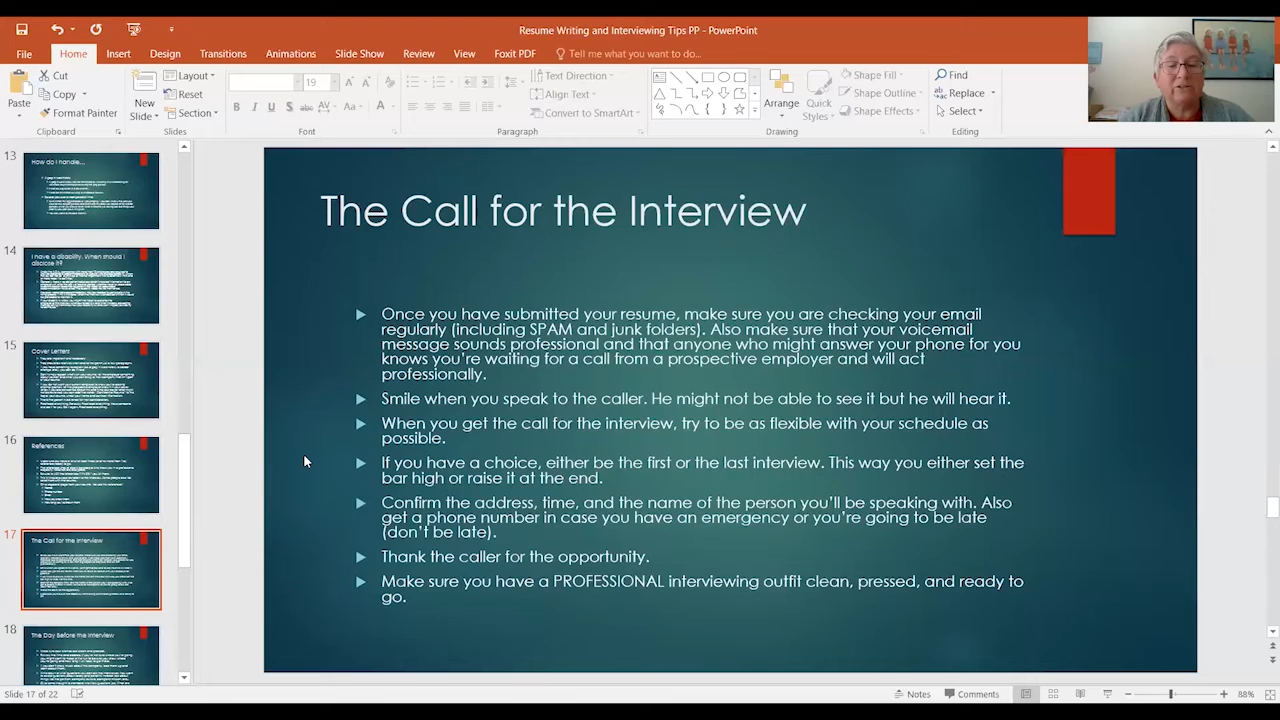 Resume Writing and Interviewing Tips PP - PowerPoint
File Home Insert Design Transitions Animations Slide Show Review View Foxit PDF Tell me what you want to do...
Paste
Cut
Copy
Format Painter
Clipboard
New Slide
Layout
Reset
Section
Slides
19
B I U S abc AV Aa A
Font
Text Direction
Align Text
Convert to SmartArt
Paragraph
Arrange
Quick Styles
Shape Fill
Shape Outline
Shape Effects
Drawing
Find
Replace
Select
Editing
13
How do I handle...
14
I have a disability. When should I
disclose it?
15
Cover Letters
16
References
17
The Call for the Interview
18
The Day Before the Interview
The Call for the Interview
Once you have submitted your resume, make sure you are checking your email
regularly (including SPAM and junk folders). Also make sure that your voicemail
message sounds professional and that anyone who might answer your phone for you
knows you're waiting for a call from a prospective employer and will act
professionally.
Smile when you speak to the caller. He might not be able to see it but he will hear it.
When you get the call for the interview, try to be as flexible with your schedule as
possible.
If you have a choice, either be the first or the last interview. This way you either set the
bar high or raise it at the end.
Confirm the address, time, and the name of the person you'll be speaking with. Also
get a phone number in case you have an emergency or you're going to be late
(don't be late).
Thank the caller for the opportunity.
Make sure you have a PROFESSIONAL interviewing outfit clean, pressed, and ready to
go.
Slide 17 of 22
Notes
Comments
88%